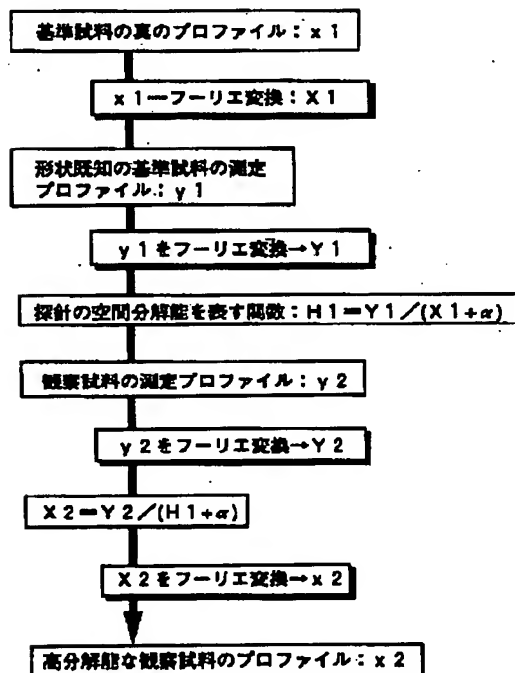 基準試料の真のプロファイル：x1
x1ーフーリエ変換：X1
形状既知の基準試料の測定
プロファイル：y1
y1をフーリエ変換→Y1
探針の空間分解能を表す関数：H1＝Y1／(X1+α)
観察試料の測定プロファイル：y2
y2をフーリエ変換→Y2
X2＝Y2／(H1+α)
X2をフーリエ変換→x2
高分解能な観察試料のプロファイル：x2